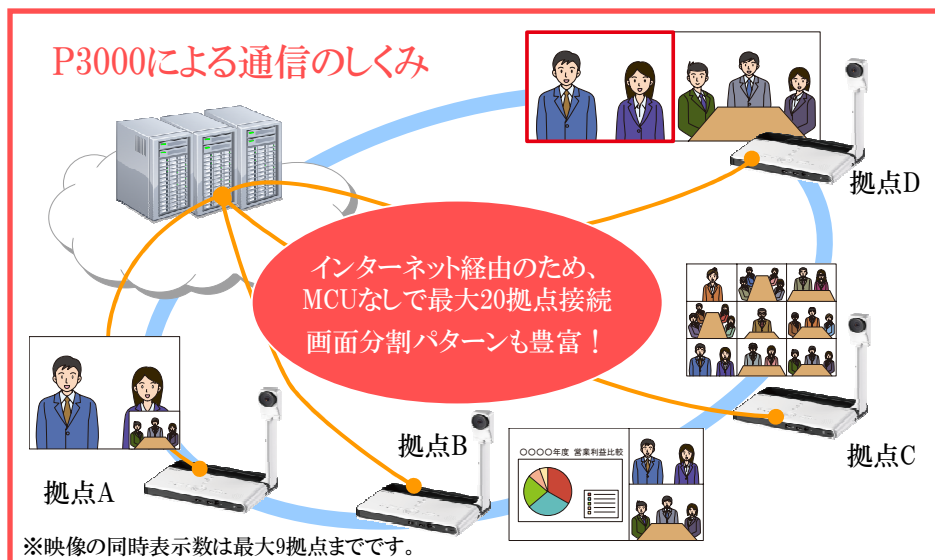 P3000による通信のしくみ
拠点D
インターネット経由のため、
MCUなしで最大20拠点接続
画面分割パターンも豊富！
拠点B
拠点C
○○○○年度 営業利益比較
拠点A
※映像の同時表示数は最大9拠点までです。